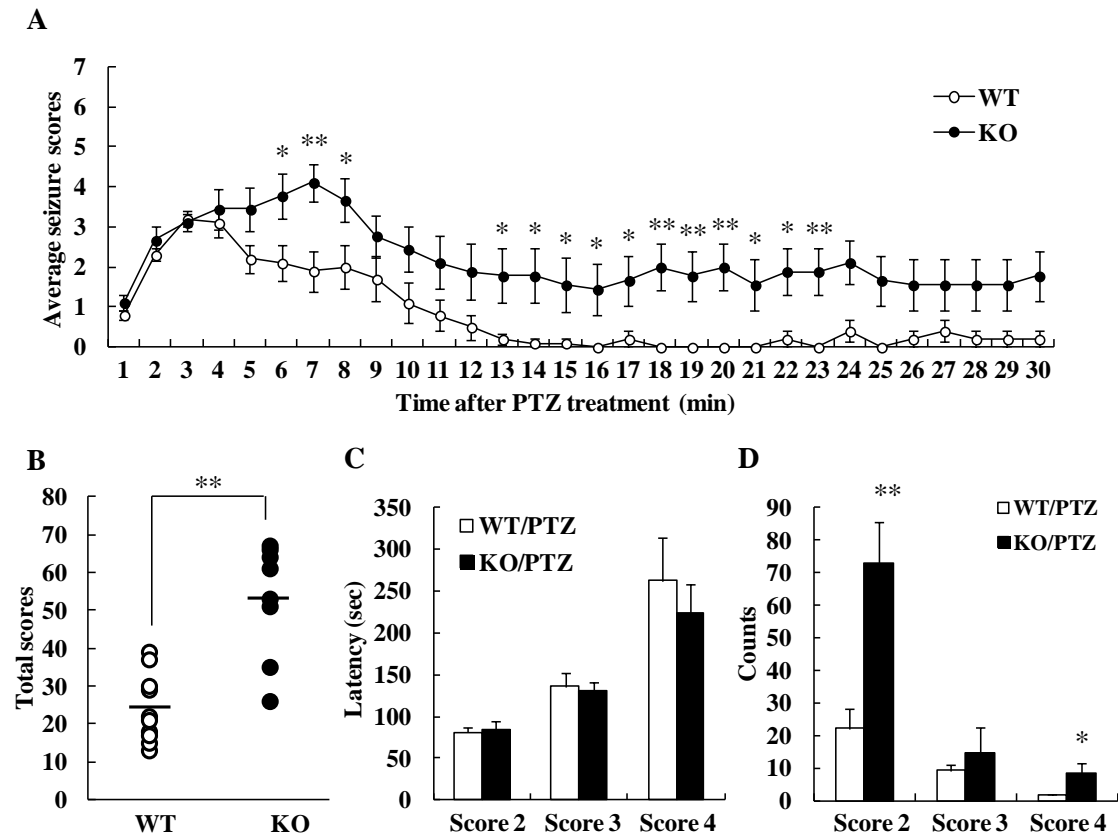 A
7
6
5
4
3
2
1
0
Average seizure scores
WT
KO
* ** * * * * * * ** ** ** * * **
1 2 3 4 5 6 7 8 9 10 11 12 13 14 15 16 17 18 19 20 21 22 23 24 25 26 27 28 29 30
Time after PTZ treatment (min)
B
80
70
60
50
40
30
20
10
0
Total scores
**
WT KO
C
350
300
250
200
150
100
50
0
Latency (sec)
WT/PTZ
KO/PTZ
Score 2 Score 3 Score 4
D
90
80
70
60
50
40
30
20
10
0
Counts
**
*
WT/PTZ
KO/PTZ
Score 2 Score 3 Score 4